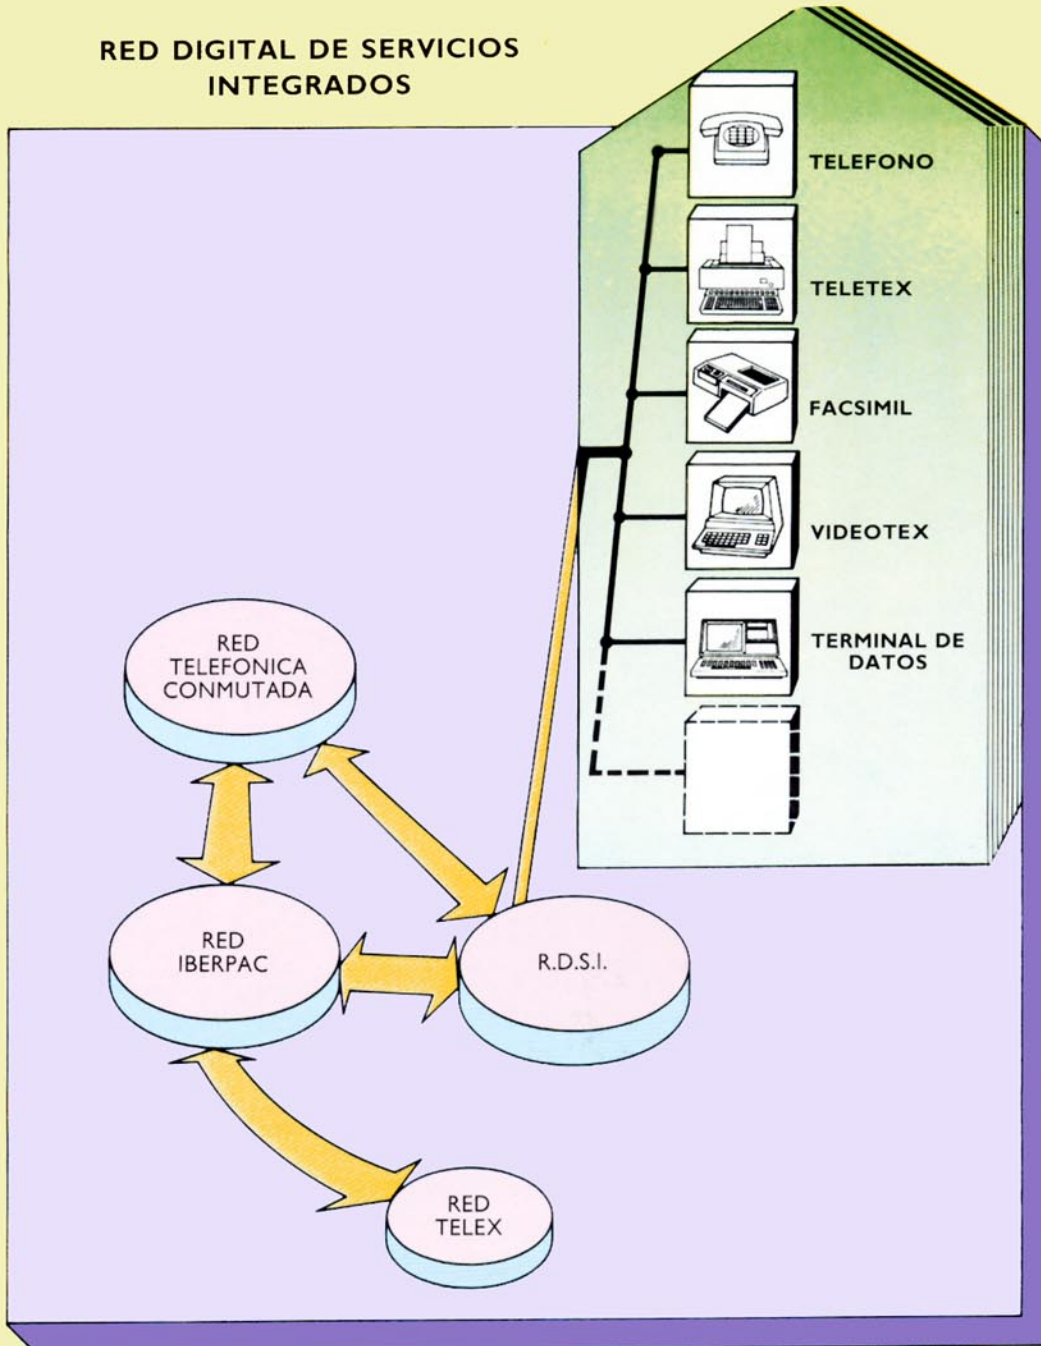 RED DIGITAL DE SERVICIOS
INTEGRADOS
TELEFONO
TELETEX
FACSIMIL
VIDEOTEX
TERMINAL DE
DATOS
RED
TELEFONICA
CONMUTADA
RED
IBERPAC
R.D.S.I.
RED
TELEX